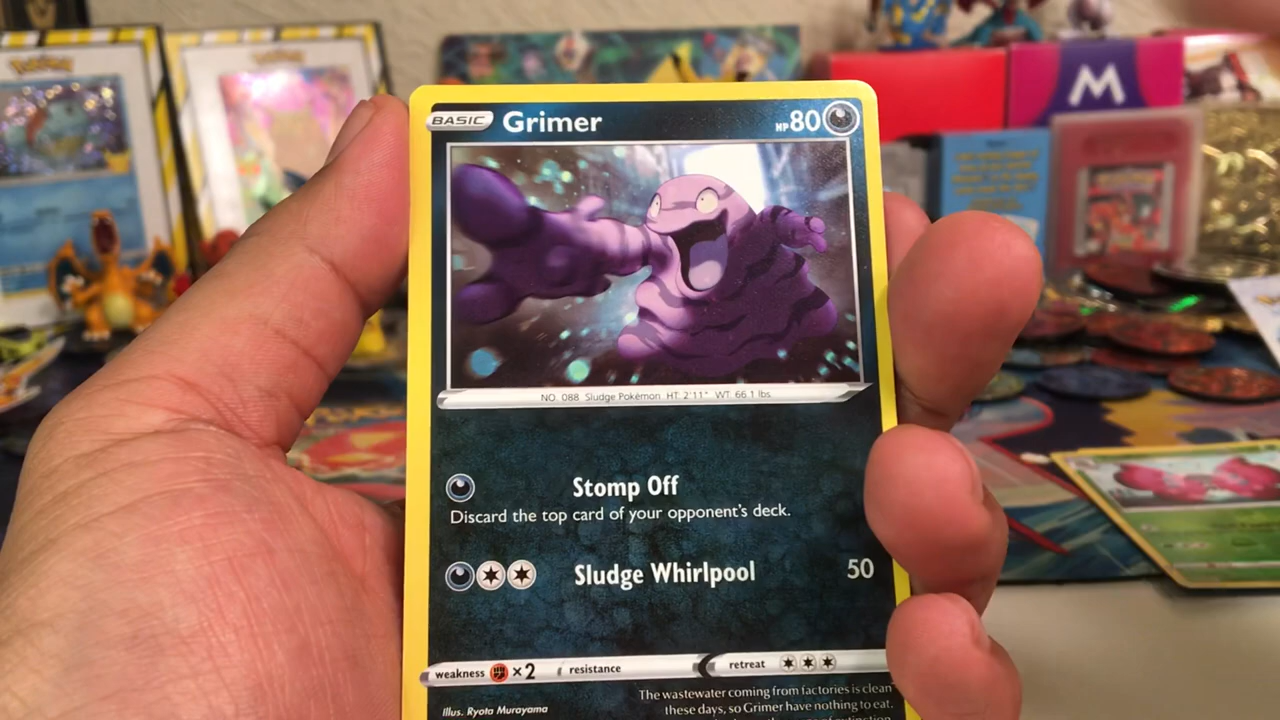 Pokémon
BASIC Grimer HP 80
M
NO. 088 Sludge Pokémon HT: 2'11" WT: 66.1 lbs.
Stomp Off
Discard the top card of your opponent's deck.
Sludge Whirlpool 50
weakness ×2 resistance retreat
Illus. Ryota Murayama
The wastewater coming from factories is clean
these days, so Grimer have nothing to eat.